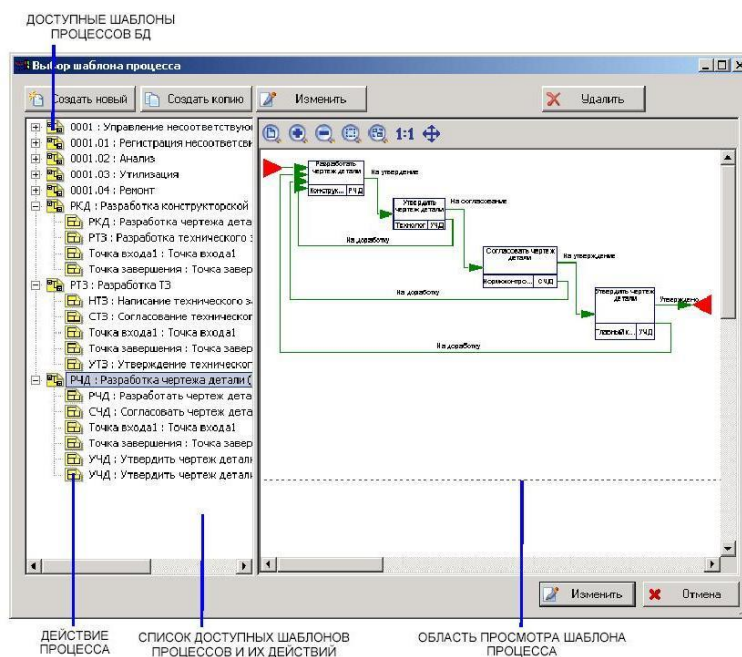 ДОСТУПНЫЕ ШАБЛОНЫ
ПРОЦЕССОВ БД
Выбор шаблона процесса
Создать новый
Создать копию
Изменить
Удалить
0001 : Управление несоответствую
0001.01 : Регистрация несоответсви
0001.02 : Анализ
0001.03 : Утилизация
0001.04 : Ремонт
РКД : Разработка конструкторской
РКД : Разработка чертежа дета
РТЗ : Разработка технического з
Точка входа1 : Точка входа1
Точка завершения : Точка завер
РТЗ : Разработка ТЗ
НТЗ : Написание технического з
СТЗ : Согласование техническог
Точка входа1 : Точка входа1
Точка завершения : Точка завер
УТЗ : Утверждение техническог
РЧД : Разработка чертежа детали (
РЧД : Разработать чертеж дета
СЧД : Согласовать чертеж дета
Точка входа1 : Точка входа1
Точка завершения : Точка завер
УЧД : Утвердить чертеж детали
УЧД : Утвердить чертеж детали
1:1
Разработать
чертеж детали
Конструк... РЧД
На утверждение
Утвердить
чертеж детали
Технолог УЧД
На согласование
На доработку
Согласовать чертеж
детали
Нормоконтро... СЧД
На утверждение
На доработку
Утвердить чертеж
детали
Главный к... УЧД
Утверждено
На доработку
Изменить
Отмена
ДЕЙСТВИЕ
ПРОЦЕССА
СПИСОК ДОСТУПНЫХ ШАБЛОНОВ
ПРОЦЕССОВ И ИХ ДЕЙСТВИЙ
ОБЛАСТЬ ПРОСМОТРА ШАБЛОНА
ПРОЦЕССА